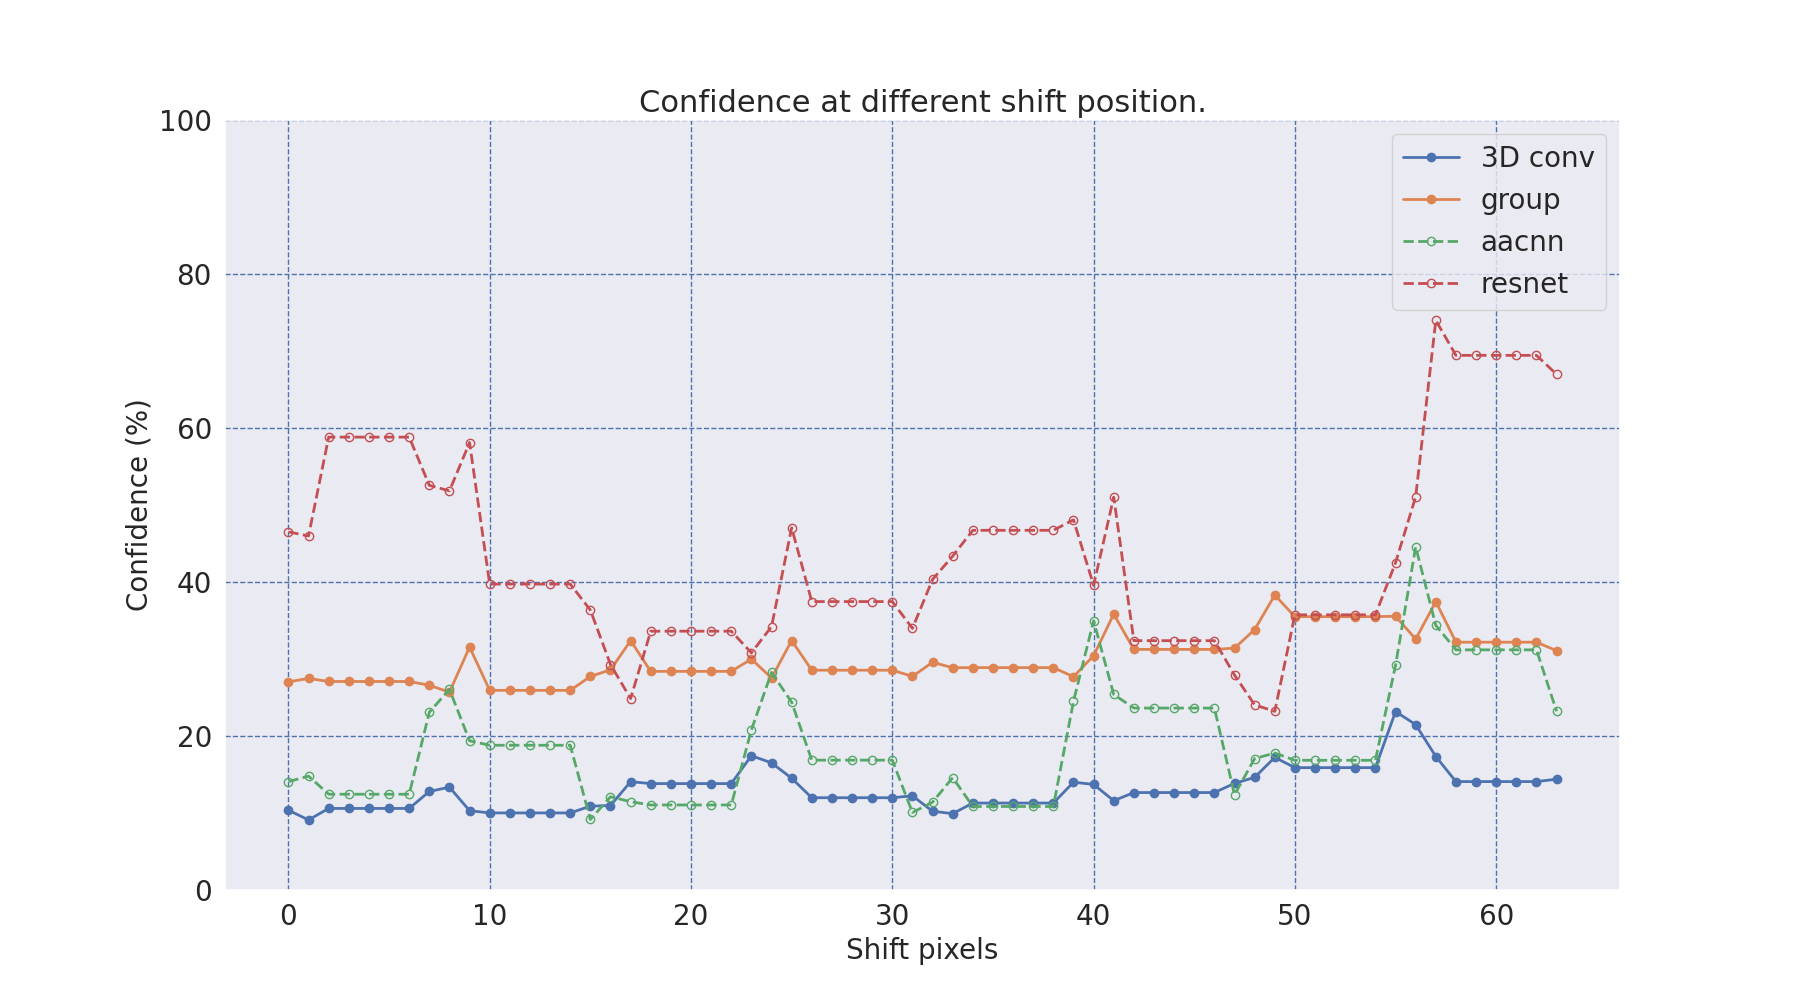 Confidence at different shift position.
100
80
60
40
20
0
Confidence (%)
3D conv
group
aacnn
resnet
0 10 20 30 40 50 60
Shift pixels